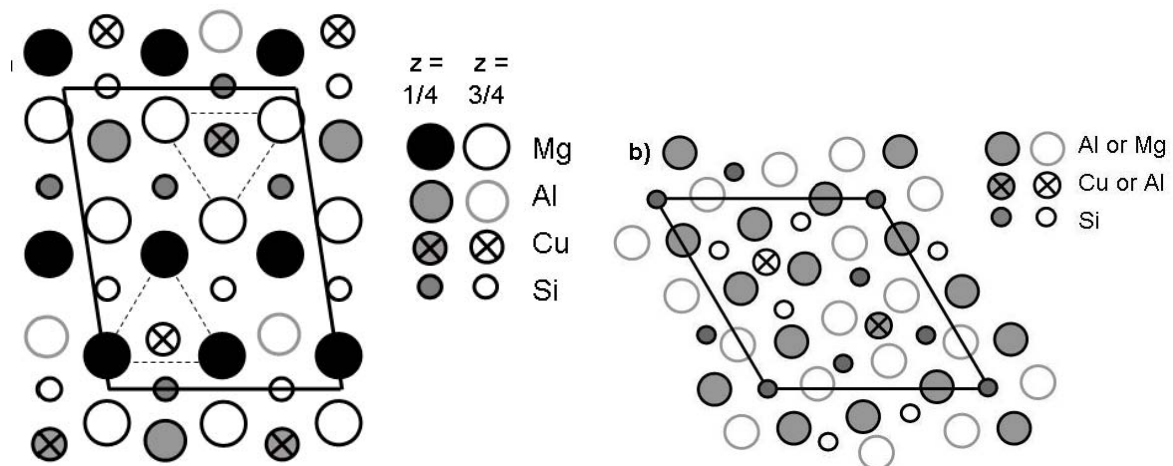 z = z =
1/4 3/4
Mg
Al
Cu
Si
b)
Al or Mg
Cu or Al
Si